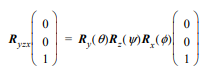 R_yzx (0 0 1) = R_y(θ)R_z(ψ)R_x(ϕ) (0 0 1)